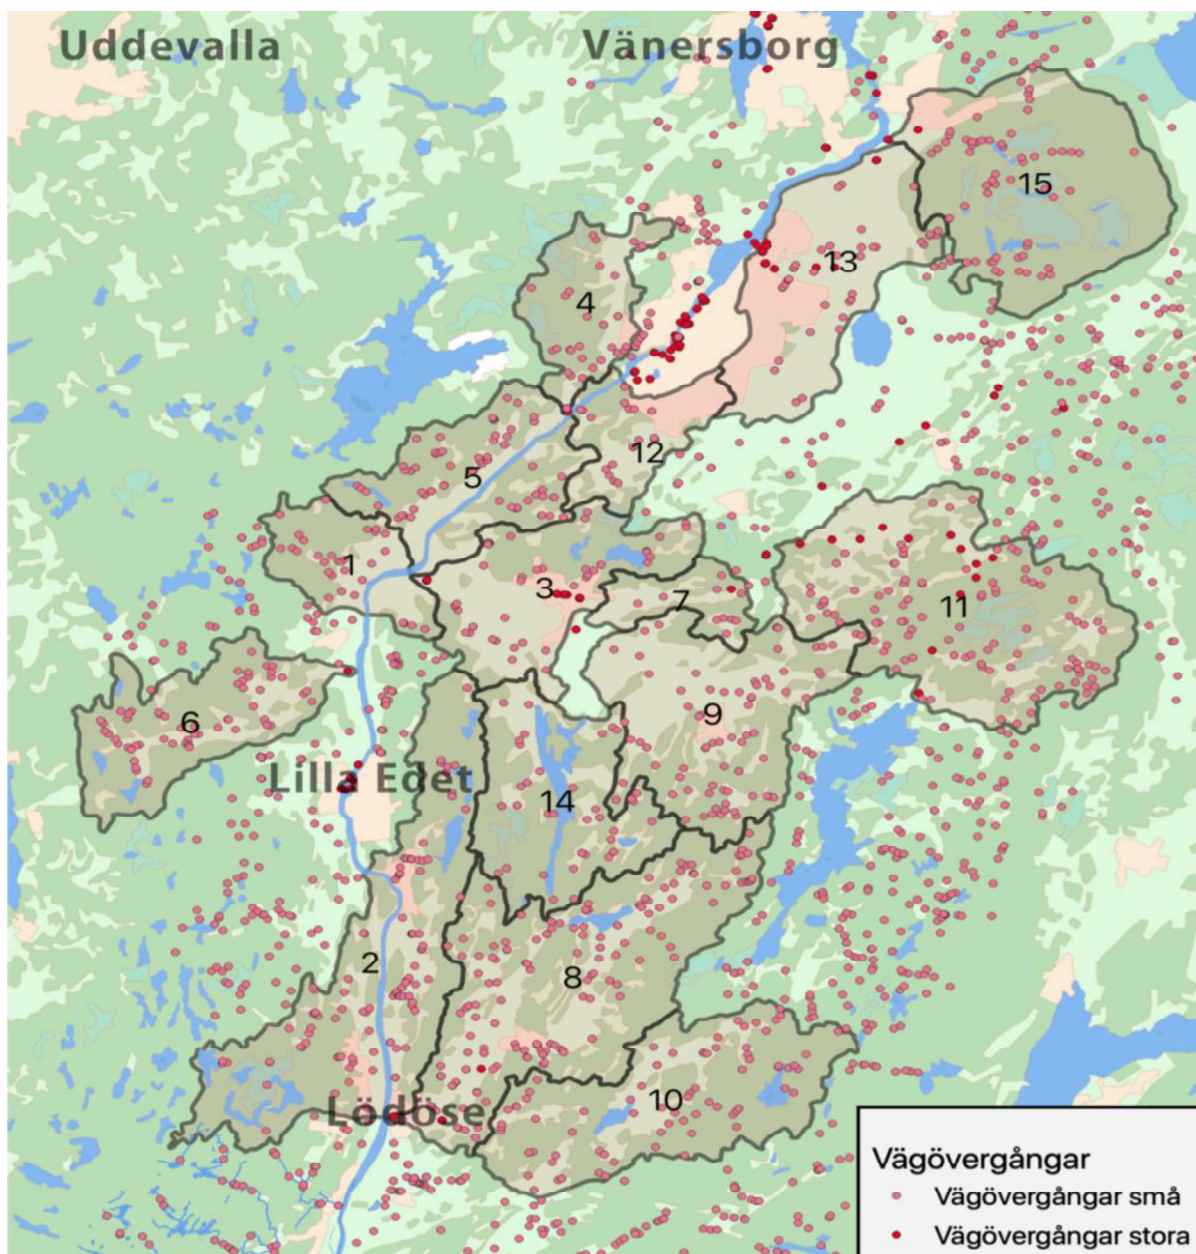 Uddevalla
Vänersborg
15
13
4
12
5
1
3
7
11
6
9
Lilla Edet
14
2
8
10
Lödöse
Vägövergångar
Vägövergångar små
Vägövergångar stora